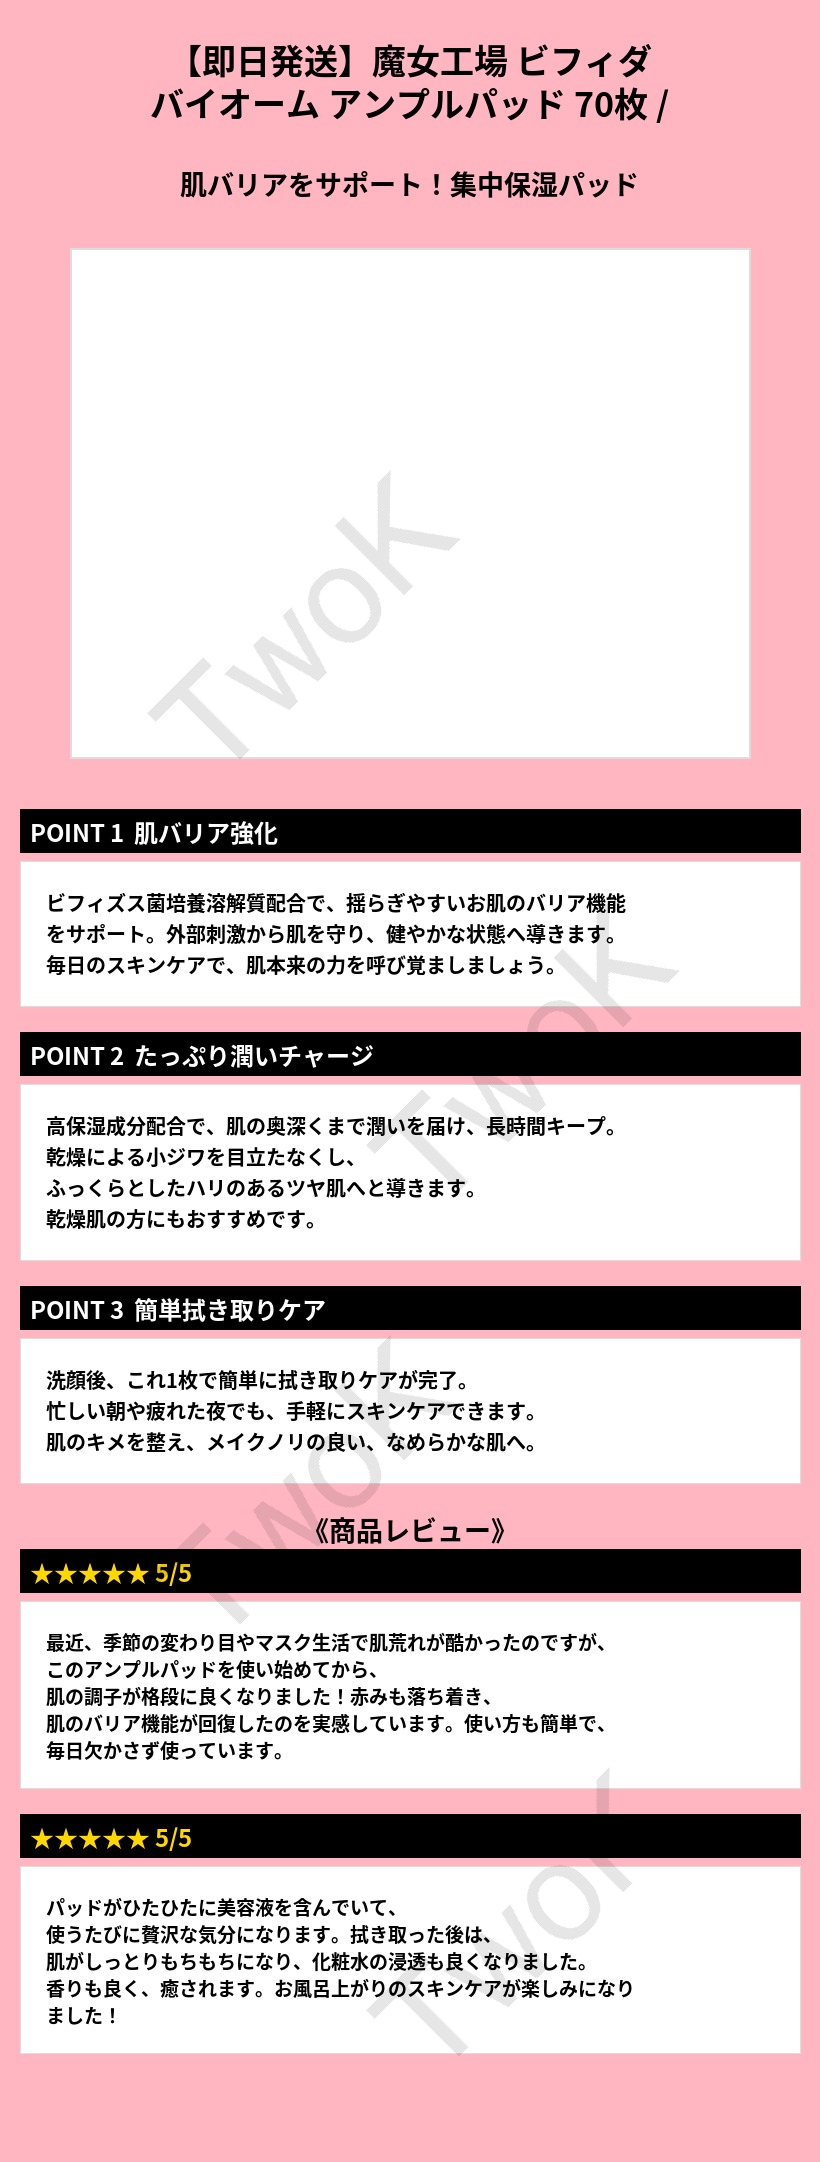 【即日発送】魔女工場 ビフィダ
バイオーム アンプルパッド 70枚 /
肌バリアをサポート！集中保湿パッド
TwoK
POINT 1 肌バリア強化
ビフィズス菌培養溶解質配合で、揺らぎやすいお肌のバリア機能
をサポート。外部刺激から肌を守り、健やかな状態へ導きます。
毎日のスキンケアで、肌本来の力を呼び覚ましましょう。
TwoK
POINT 2 たっぷり潤いチャージ
高保湿成分配合で、肌の奥深くまで潤いを届け、長時間キープ。
乾燥による小ジワを目立たなくし、
ふっくらとしたハリのあるツヤ肌へと導きます。
乾燥肌の方にもおすすめです。
POINT 3 簡単拭き取りケア
洗顔後、これ1枚で簡単に拭き取りケアが完了。
忙しい朝や疲れた夜でも、手軽にスキンケアできます。
肌のキメを整え、メイクノリの良い、なめらかな肌へ。
TwoK
《商品レビュー》
★★★★★ 5/5
最近、季節の変わり目やマスク生活で肌荒れが酷かったのですが、
このアンプルパッドを使い始めてから、
肌の調子が格段に良くなりました！赤みも落ち着き、
肌のバリア機能が回復したのを実感しています。使い方も簡単で、
毎日欠かさず使っています。
★★★★★ 5/5
パッドがひたひたに美容液を含んでいて、
使うたびに贅沢な気分になります。拭き取った後は、
肌がしっとりもちもちになり、化粧水の浸透も良くなりました。
香りも良く、癒されます。お風呂上がりのスキンケアが楽しみになり
ました！
TwoK